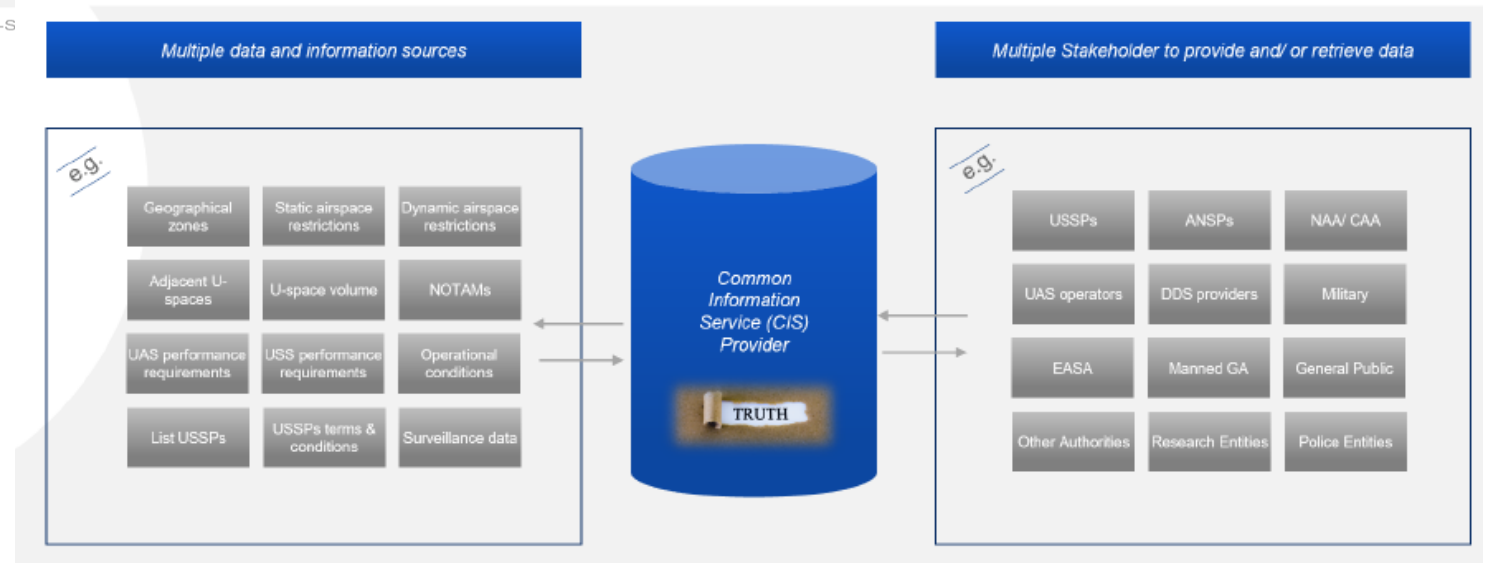 -S
Multiple data and information sources
Multiple Stakeholder to provide and/ or retrieve data
e.g.
Geographical
zones
Static airspace
restrictions
Dynamic airspace
restrictions
Adjacent U-
spaces
U-space volume
NOTAMs
UAS performance
requirements
USS performance
requirements
Operational
conditions
List USSPs
USSPs terms &
conditions
Surveillance data
Common
Information
Service (CIS)
Provider
TRUTH
e.g.
USSPs
ANSPs
NAA/ CAA
UAS operators
DDS providers
Military
EASA
Manned GA
General Public
Other Authorities
Research Entities
Police Entities